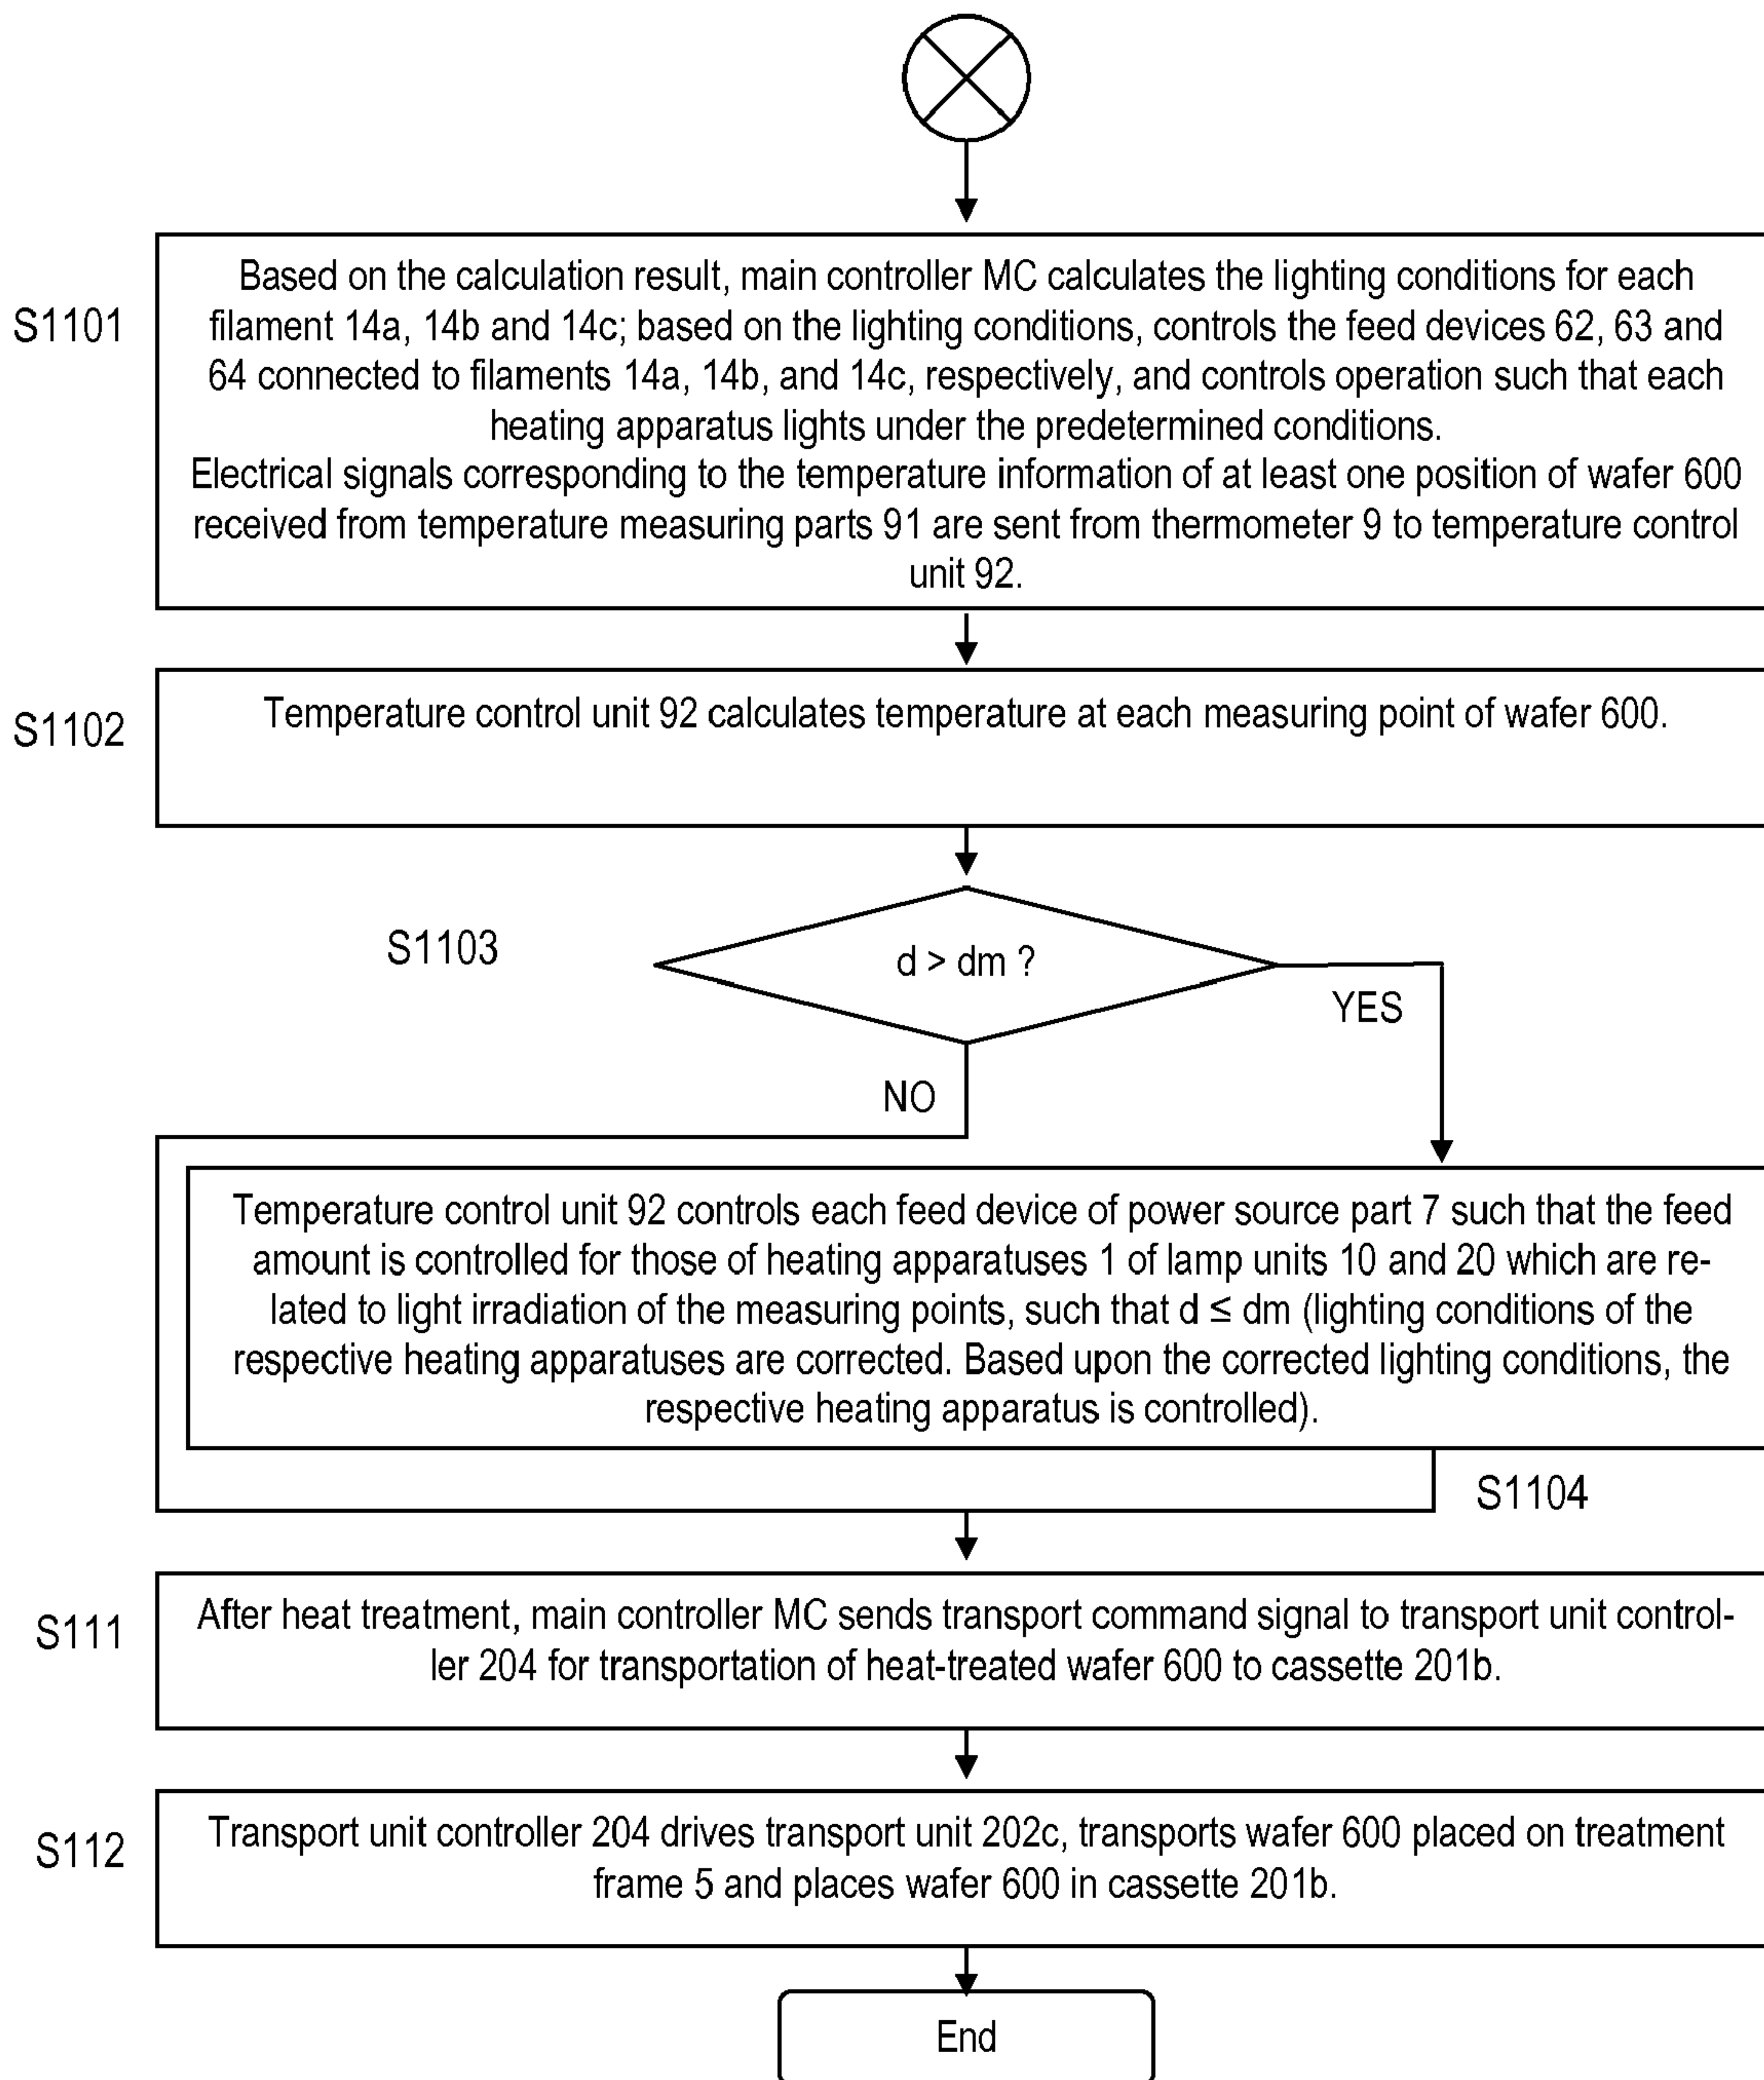 S1101
Based on the calculation result, main controller MC calculates the lighting conditions for each
filament 14a, 14b and 14c; based on the lighting conditions, controls the feed devices 62, 63 and
64 connected to filaments 14a, 14b, and 14c, respectively, and controls operation such that each
heating apparatus lights under the predetermined conditions.
Electrical signals corresponding to the temperature information of at least one position of wafer 600
received from temperature measuring parts 91 are sent from thermometer 9 to temperature control
unit 92.
S1102
Temperature control unit 92 calculates temperature at each measuring point of wafer 600.
S1103
d > dm ?
YES
NO
Temperature control unit 92 controls each feed device of power source part 7 such that the feed
amount is controlled for those of heating apparatuses 1 of lamp units 10 and 20 which are re-
lated to light irradiation of the measuring points, such that d ≤ dm (lighting conditions of the
respective heating apparatuses are corrected. Based upon the corrected lighting conditions, the
respective heating apparatus is controlled).
S1104
S111
After heat treatment, main controller MC sends transport command signal to transport unit control-
ler 204 for transportation of heat-treated wafer 600 to cassette 201b.
S112
Transport unit controller 204 drives transport unit 202c, transports wafer 600 placed on treatment
frame 5 and places wafer 600 in cassette 201b.
End